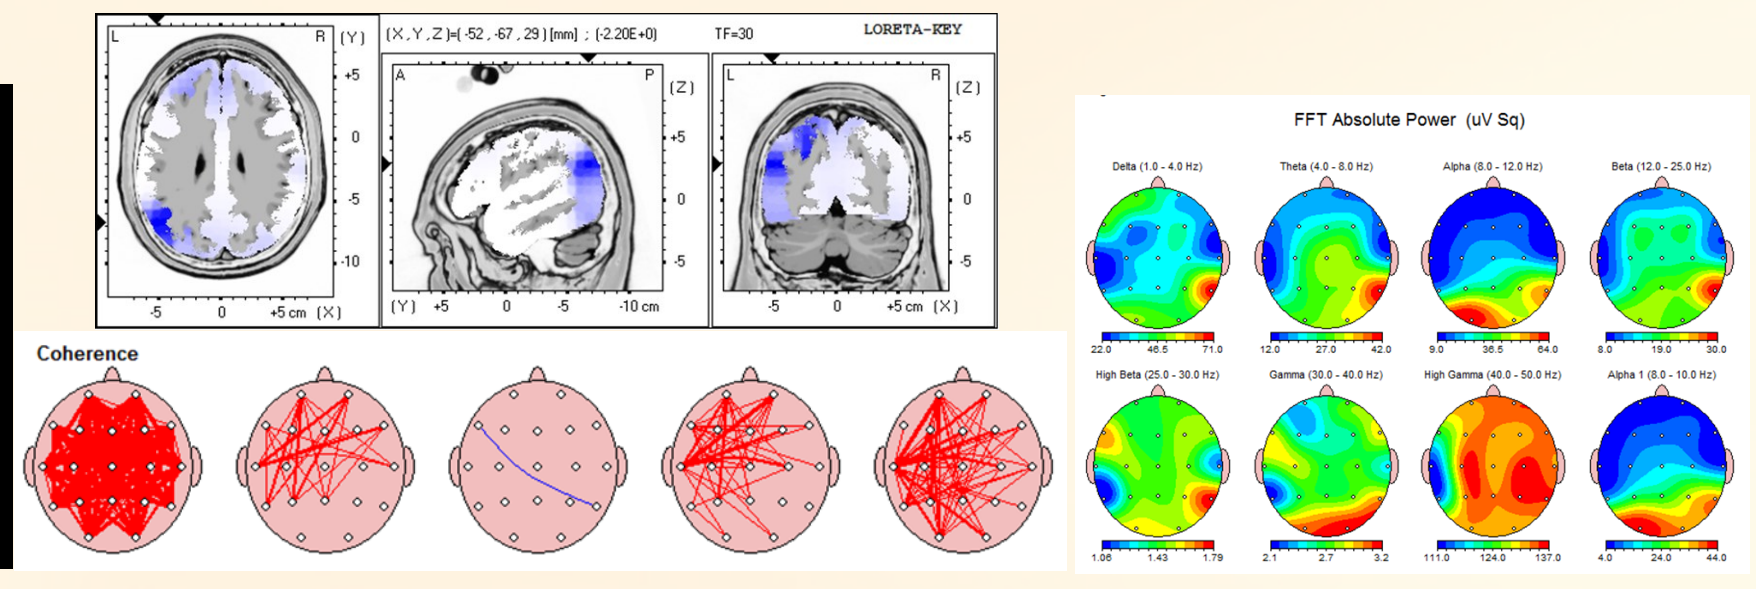 (X,Y,Z)=(-52,-67,29)[mm] ; (-2.20E+0) TF=30 LORETA-KEY
L R (Y)
+5
0
-5
-10
-5 0 +5 cm (X)
A P (Z)
+5
0
-5
(Y) +5 0 -5 -10 cm
L R (Z)
+5
0
-5
-5 0 +5 cm (X)
Coherence
FFT Absolute Power (uV Sq)
Delta (1.0 - 4.0 Hz) Theta (4.0 - 8.0 Hz) Alpha (8.0 - 12.0 Hz) Beta (12.0 - 25.0 Hz)
22.0 46.5 71.0 12.0 27.0 42.0 9.0 36.5 64.0 8.0 19.0 30.0
High Beta (25.0 - 30.0 Hz) Gamma (30.0 - 40.0 Hz) High Gamma (40.0 - 50.0 Hz) Alpha 1 (8.0 - 10.0 Hz)
1.06 1.43 1.79 2.1 2.7 3.2 111.0 124.0 137.0 4.0 24.0 44.0